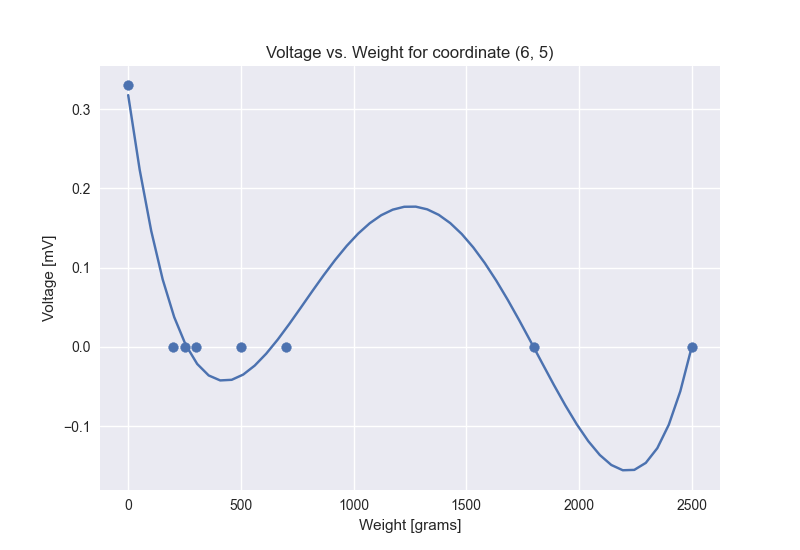 Voltage vs. Weight for coordinate (6, 5)
0.3
0.2
0.1
0.0
−0.1
Voltage [mV]
0 500 1000 1500 2000 2500
Weight [grams]